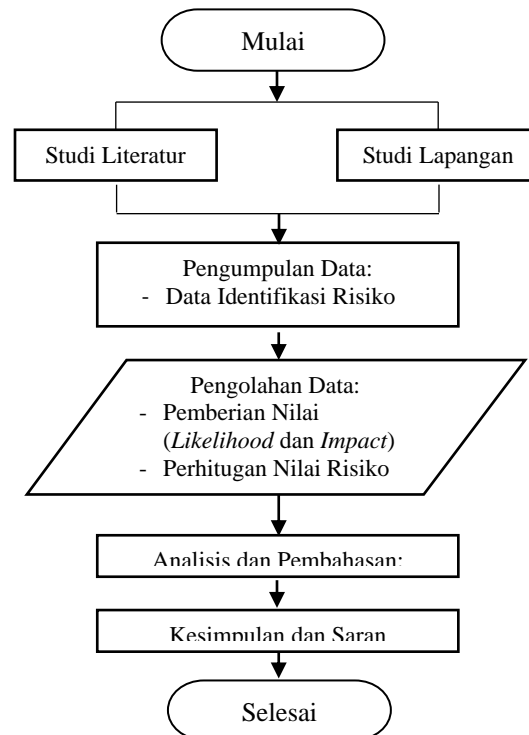 Mulai
Studi Literatur
Studi Lapangan
Pengumpulan Data:
- Data Identifikasi Risiko
Pengolahan Data:
- Pemberian Nilai
(Likelihood dan Impact)
- Perhitugan Nilai Risiko
Analisis dan Pembahasan:
Kesimpulan dan Saran
Selesai